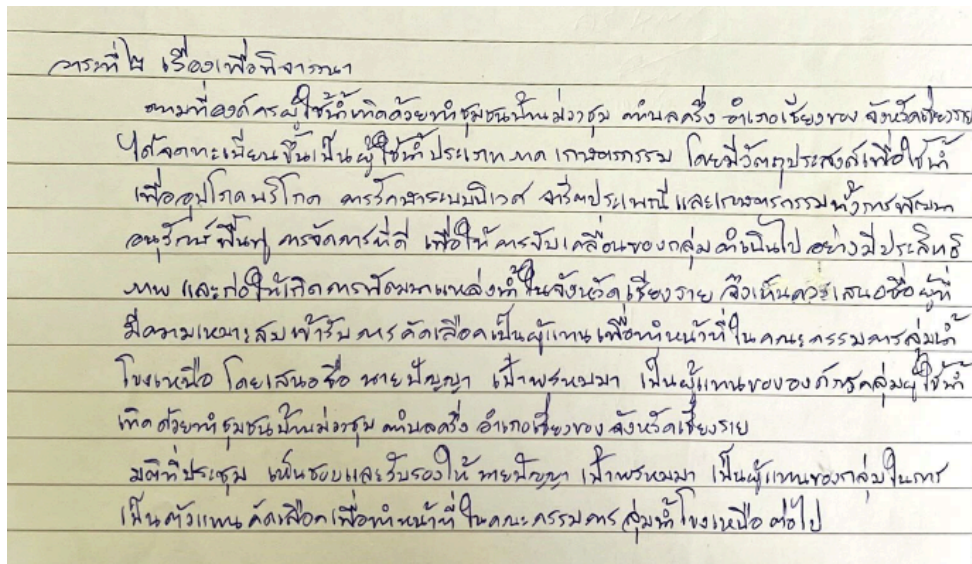 วาระที่ ๒ เรื่องเพื่อพิจารณา
ตามที่องค์กรผู้ใช้น้ำเทิดด้วยทำชุมชนบ้านม่วงชุม ตำบลครึ่ง อำเภอเชียงของ จังหวัดเชียงราย
ได้จดทะเบียนขึ้นเป็นผู้ใช้น้ำประเภท ภาคเกษตรกรรม โดยมีวัตถุประสงค์เพื่อใช้น้ำ
เพื่ออุปโภคบริโภค การรักษาระบบนิเวศ จารีตประเพณี และเกษตรกรรม ทั้งการพัฒนา
อนุรักษ์ฟื้นฟู การจัดการที่ดี เพื่อให้การขับเคลื่อนของกลุ่มดำเนินไปอย่างมีประสิทธิ
ภาพ และก่อให้เกิดการพัฒนาแหล่งน้ำในจังหวัดเชียงราย จึงเห็นควรเสนอชื่อผู้ที่
มีความเหมาะสมเข้ารับการคัดเลือกเป็นผู้แทนเพื่อทำหน้าที่ในคณะกรรมการลุ่มน้ำ
โขงเหนือ โดยเสนอชื่อ นายปัญญา เป้าพรหมมา เป็นผู้แทนขององค์กรกลุ่มผู้ใช้น้ำ
เทิดด้วยทำชุมชนบ้านม่วงชุม ตำบลครึ่ง อำเภอเชียงของ จังหวัดเชียงราย
มติที่ประชุม เห็นชอบและรับรองให้ นายปัญญา เป้าพรหมมา เป็นผู้แทนของกลุ่มในการ
เป็นตัวแทนคัดเลือกเพื่อทำหน้าที่ในคณะกรรมการลุ่มน้ำโขงเหนือ ต่อไป